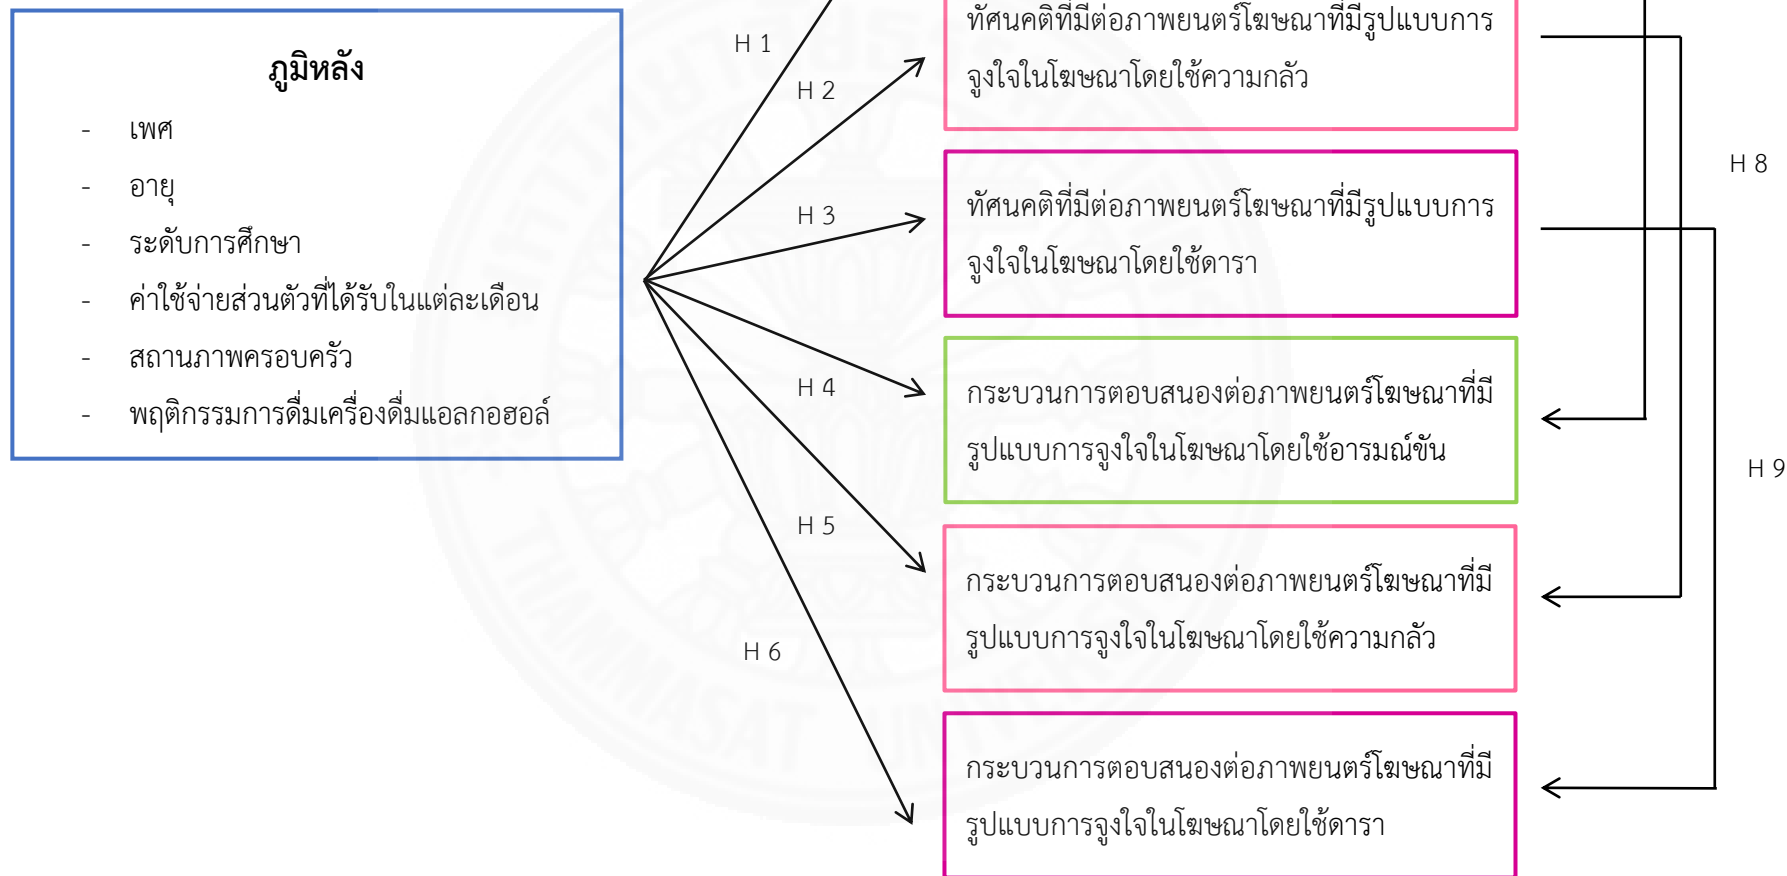 ภูมิหลัง
- เพศ
- อายุ
- ระดับการศึกษา
- ค่าใช้จ่ายส่วนตัวที่ได้รับในแต่ละเดือน
- สถานภาพครอบครัว
- พฤติกรรมการดื่มเครื่องดื่มแอลกอฮอล์
H 1
H 2
H 3
H 4
H 5
H 6
ทัศนคติที่มีต่อภาพยนตร์โฆษณาที่มีรูปแบบการ
จูงใจในโฆษณาโดยใช้ความกลัว
ทัศนคติที่มีต่อภาพยนตร์โฆษณาที่มีรูปแบบการ
จูงใจในโฆษณาโดยใช้ดารา
กระบวนการตอบสนองต่อภาพยนตร์โฆษณาที่มี
รูปแบบการจูงใจในโฆษณาโดยใช้อารมณ์ขัน
กระบวนการตอบสนองต่อภาพยนตร์โฆษณาที่มี
รูปแบบการจูงใจในโฆษณาโดยใช้ความกลัว
กระบวนการตอบสนองต่อภาพยนตร์โฆษณาที่มี
รูปแบบการจูงใจในโฆษณาโดยใช้ดารา
H 8
H 9
THAMMASAT UNIVERSITY